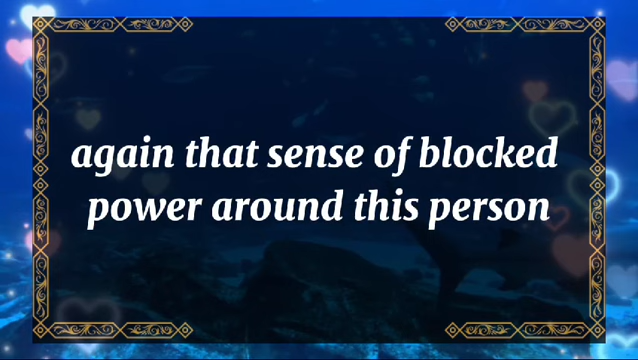 again that sense of blocked
power around this person